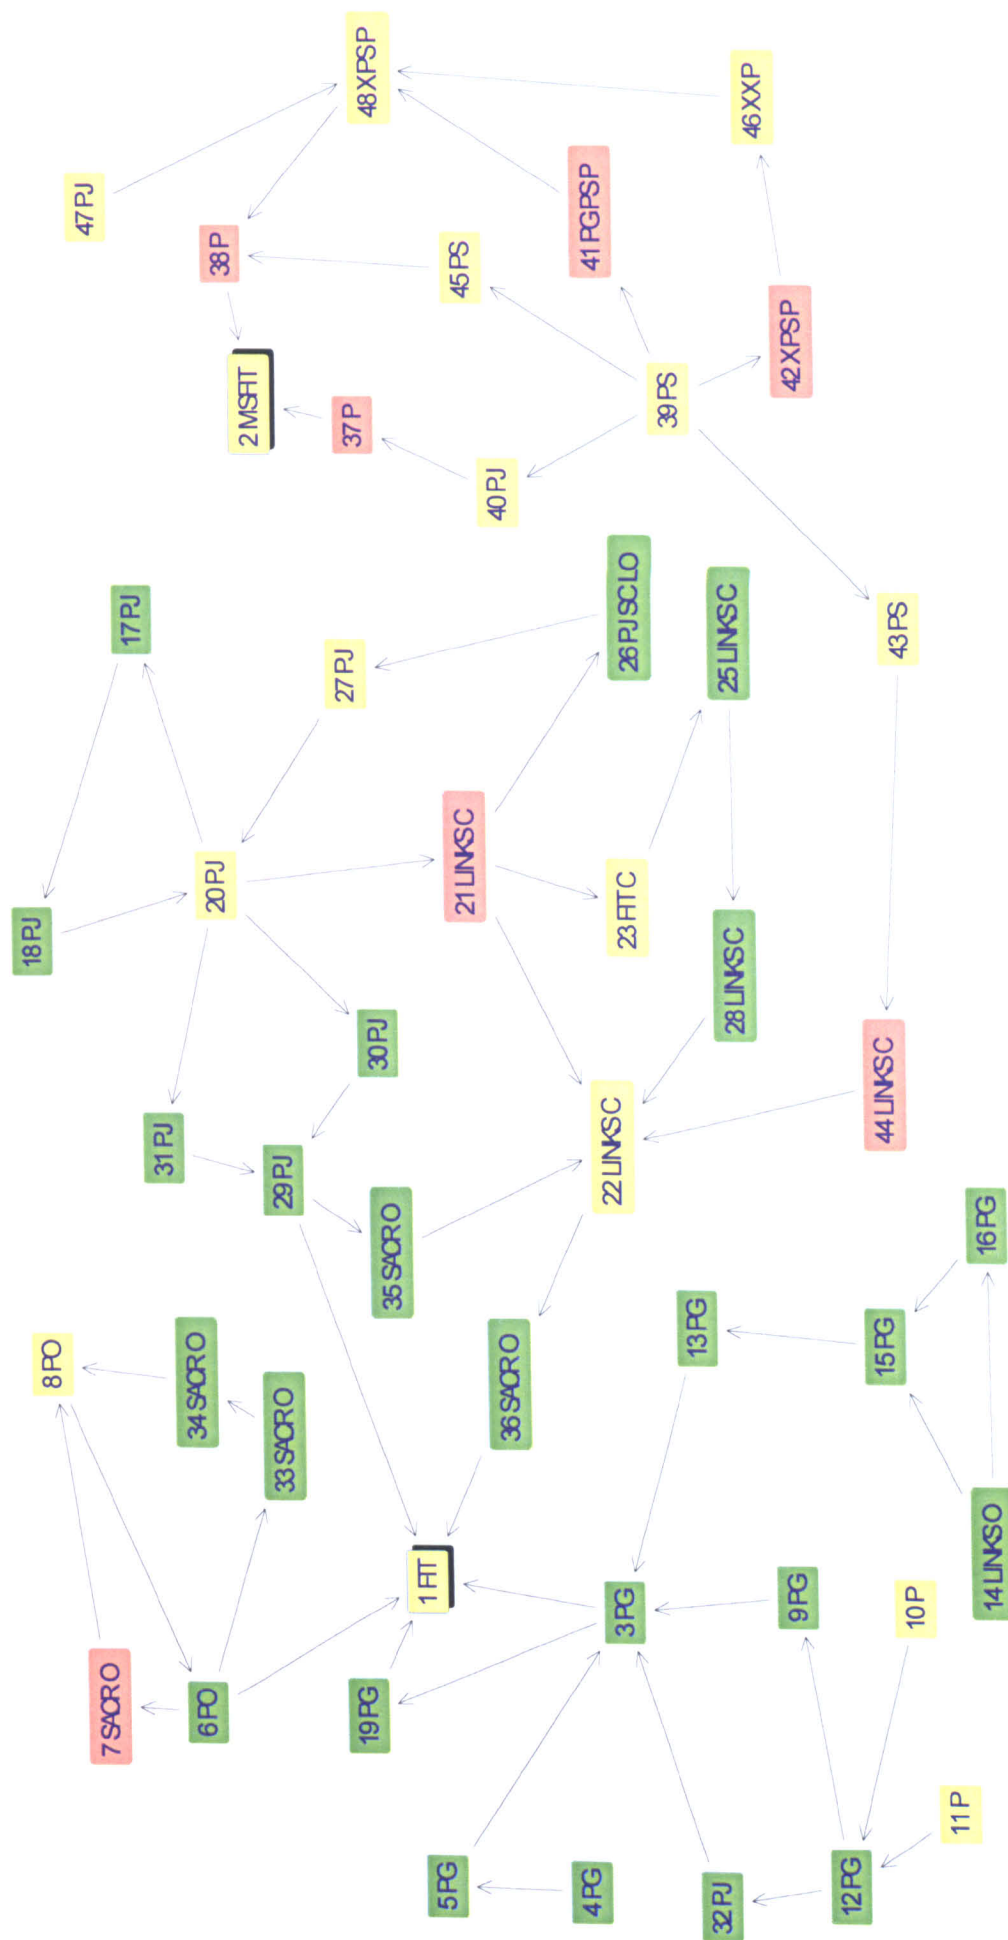 18 PJ
8 PO
47 PJ
7 SACRO
17 PJ
31 PJ
34 SACRO
6 PO
20 PJ
38 P
2 MSFIT
33 SACRO
29 PJ
27 PJ
37 P
19 PG
30 PJ
48 XPSP
35 SACRO
1 FIT
5 PG
21 LINKSC
45 PS
40 PJ
36 SACRO
4 PG
41 PGPSP
22 LINKSC
3 PG
23 FITC
26 PJSCLO
39 PS
13 PG
32 PJ
28 LINKSC
25 LINKSC
46 XXP
9 PG
42 XPSP
12 PG
15 PG
44 LINKSC
43 PS
10 P
11 P
14 LINKSO
16 PG